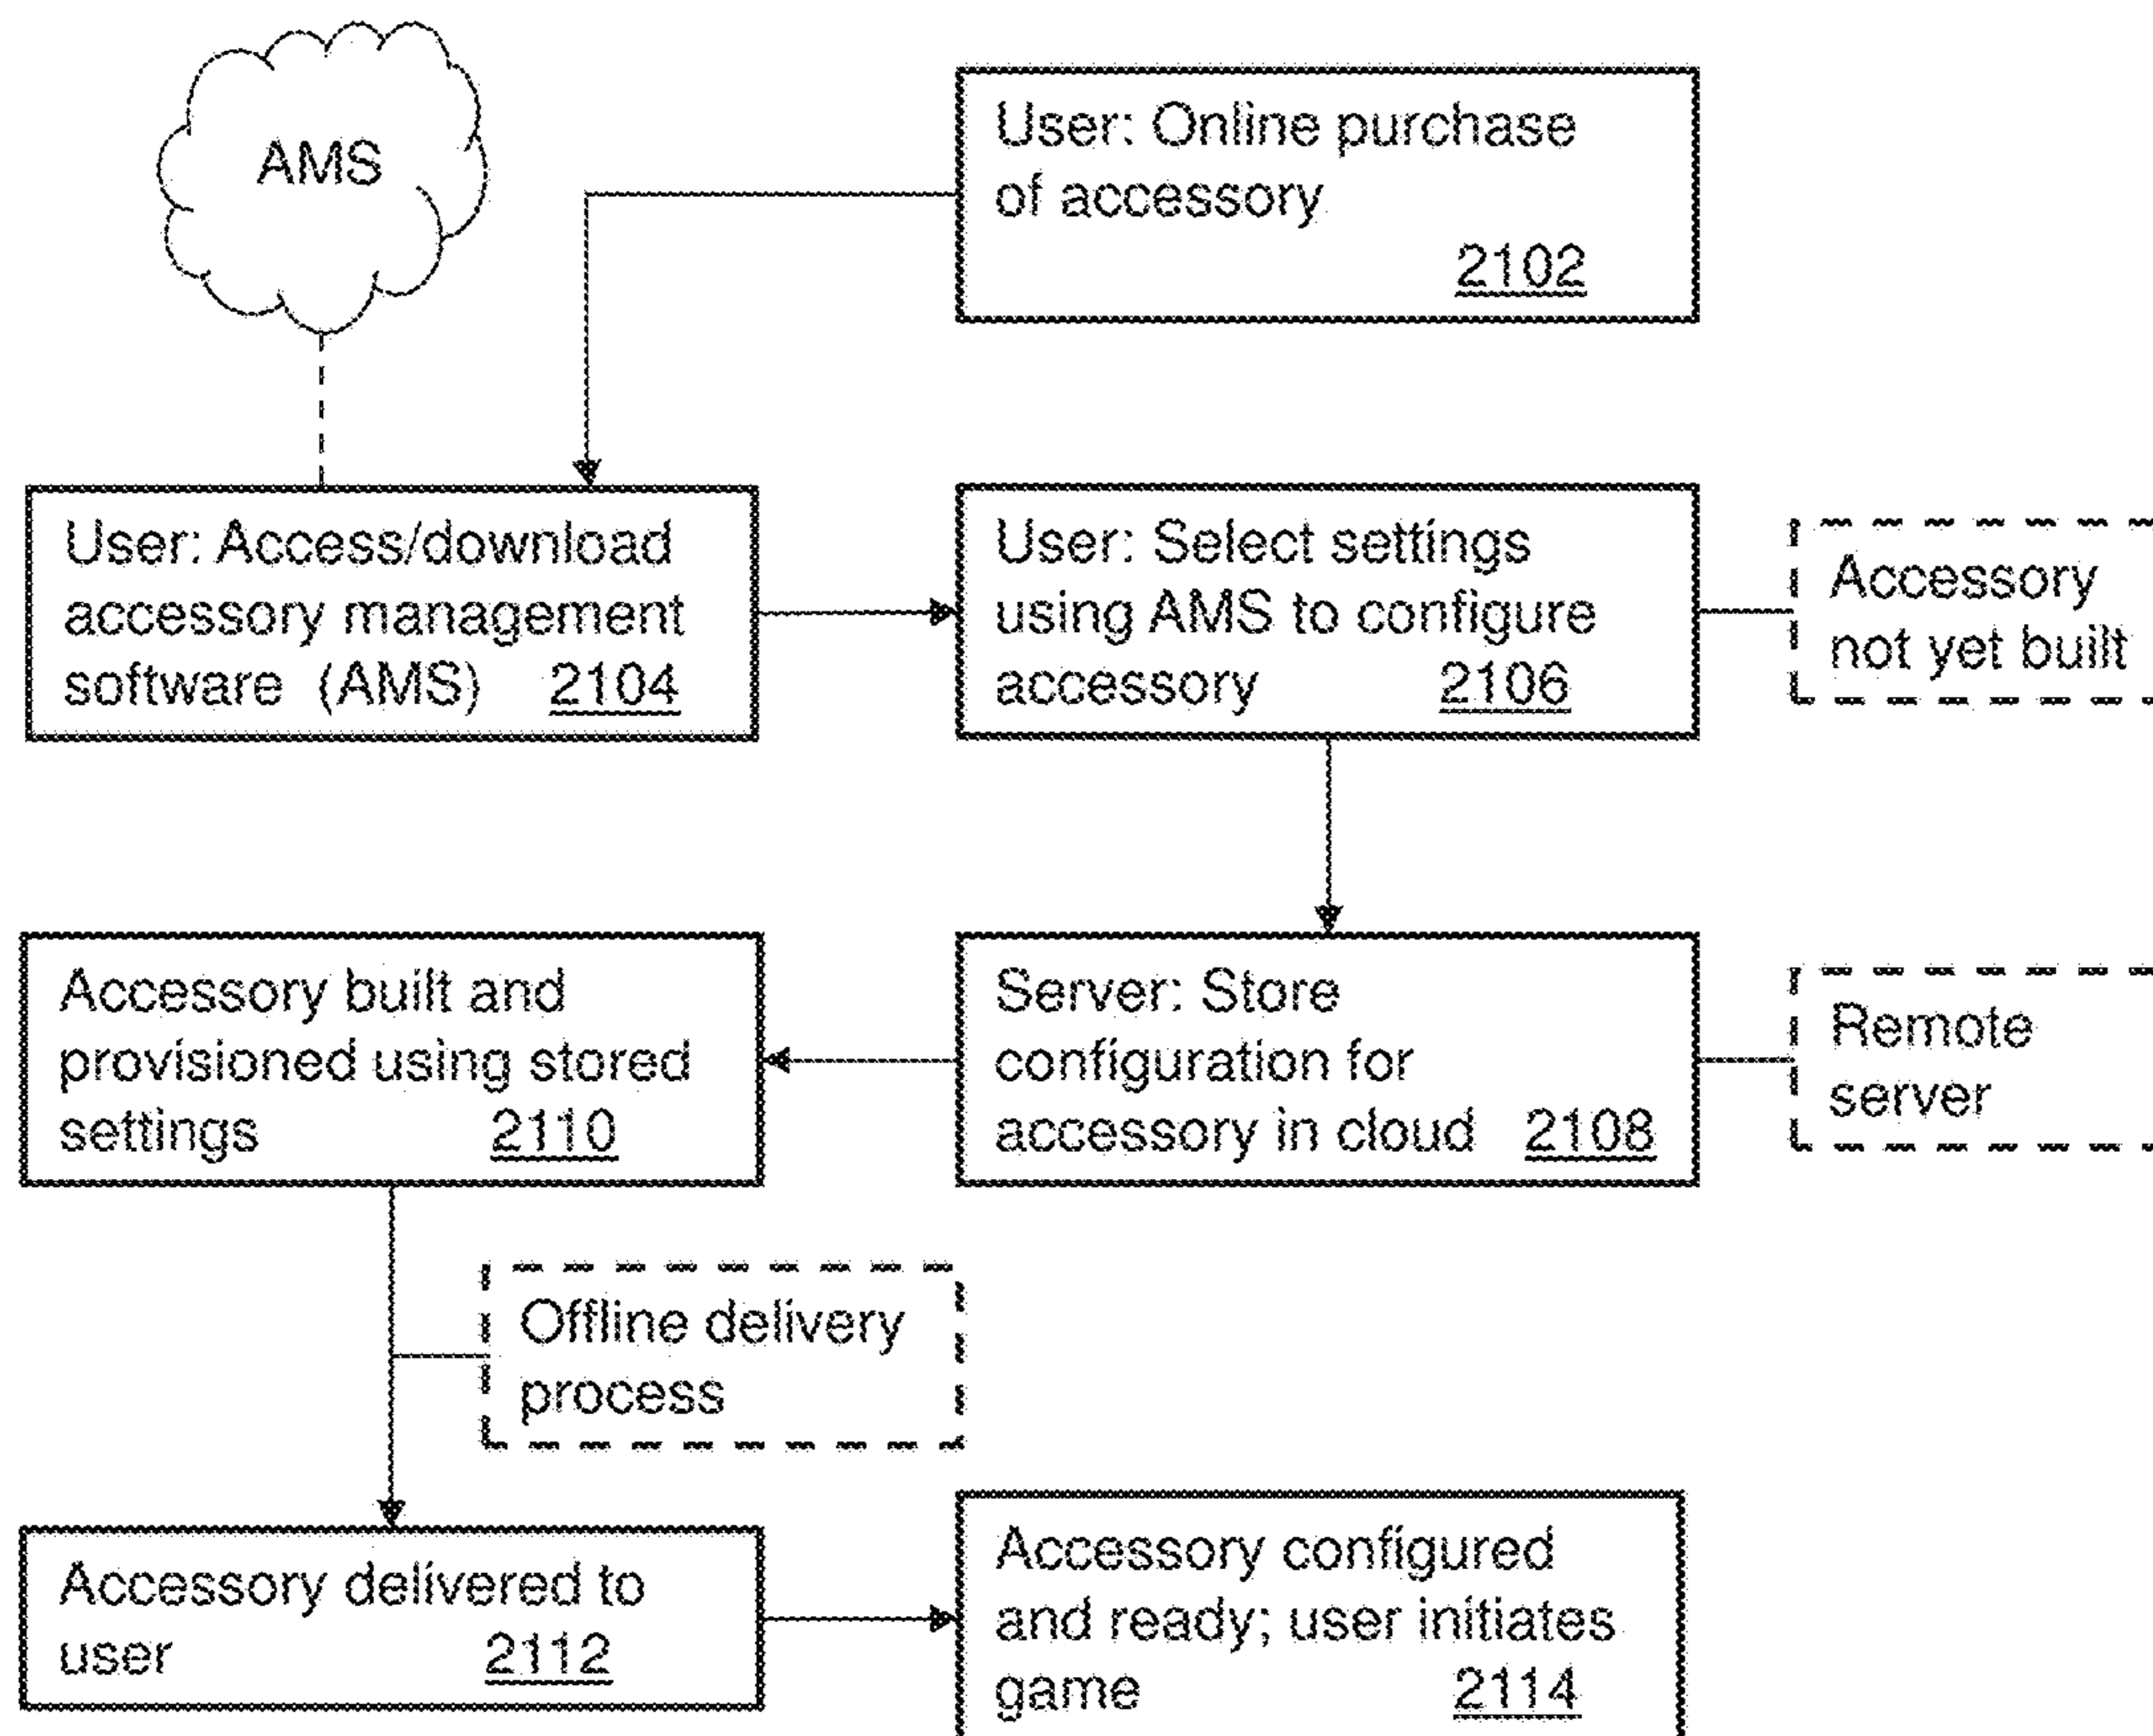 AMS
User: Online purchase
of accessory
2102
User: Access/download
accessory management
software (AMS) 2104
User: Select settings
using AMS to configure
accessory 2106
Accessory
not yet built
Server: Store
configuration for
accessory in cloud 2108
Remote
server
Accessory built and
provisioned using stored
settings 2110
Offline delivery
process
Accessory delivered to
user 2112
Accessory configured
and ready; user initiates
game 2114